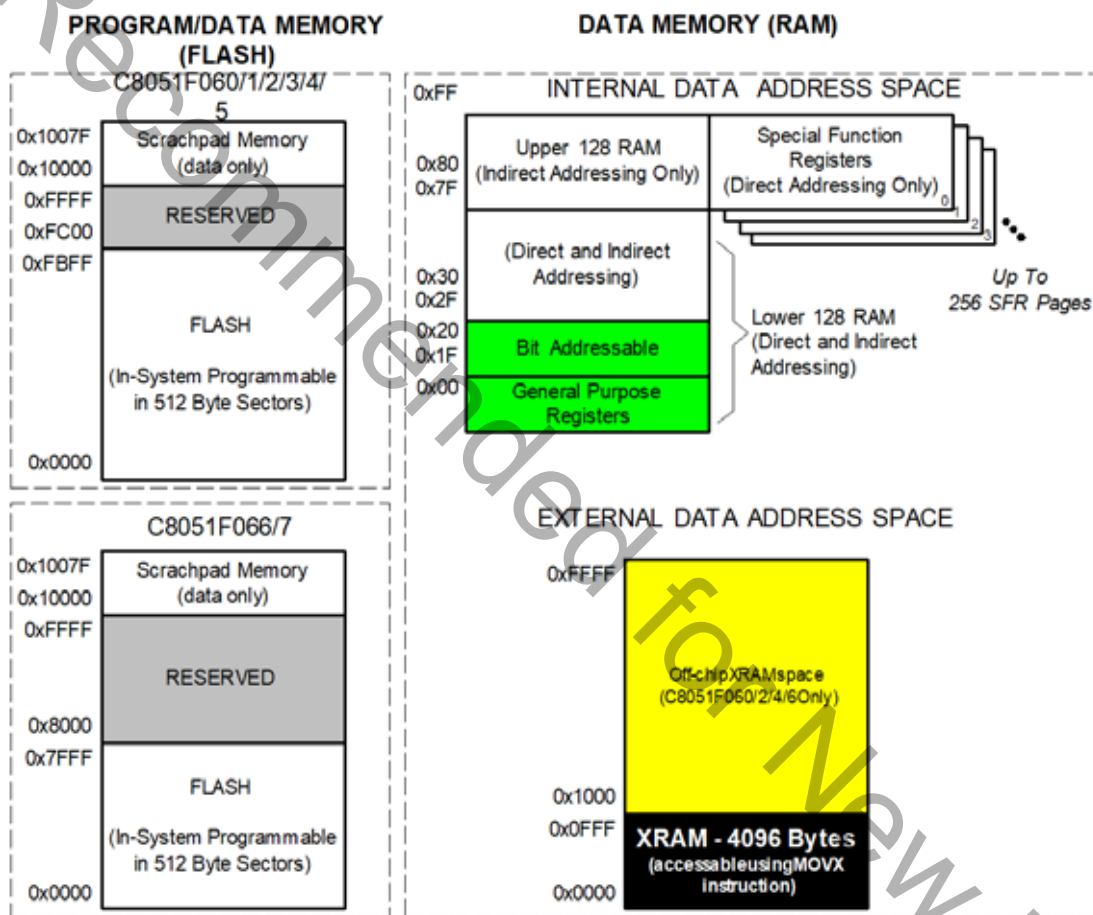 PROGRAM/DATA MEMORY
(FLASH)
C8051F060/1/2/3/4/
5
0x1007F
Scrachpad Memory
(data only)
0x10000
0xFFFF
RESERVED
0xFC00
0xFBFF
FLASH
(In-System Programmable
in 512 Byte Sectors)
0x0000
C8051F066/7
0x1007F
Scrachpad Memory
(data only)
0x10000
0xFFFF
RESERVED
0x8000
0x7FFF
FLASH
(In-System Programmable
in 512 Byte Sectors)
0x0000
DATA MEMORY (RAM)
INTERNAL DATA ADDRESS SPACE
0xFF
Upper 128 RAM
(Indirect Addressing Only)
0x80
0x7F
Special Function
Registers
(Direct Addressing Only)
0
1
2
3
Up To
256 SFR Pages
(Direct and Indirect
Addressing)
0x30
0x2F
0x20
Bit Addressable
0x1F
0x00
General Purpose
Registers
Lower 128 RAM
(Direct and Indirect
Addressing)
EXTERNAL DATA ADDRESS SPACE
0xFFFF
Off-chipXRAMspace
(C8051F060/2/4/6Only)
0x1000
0x0FFF
XRAM - 4096 Bytes
(accessableusingMOVX
instruction)
0x0000
Recommended for New